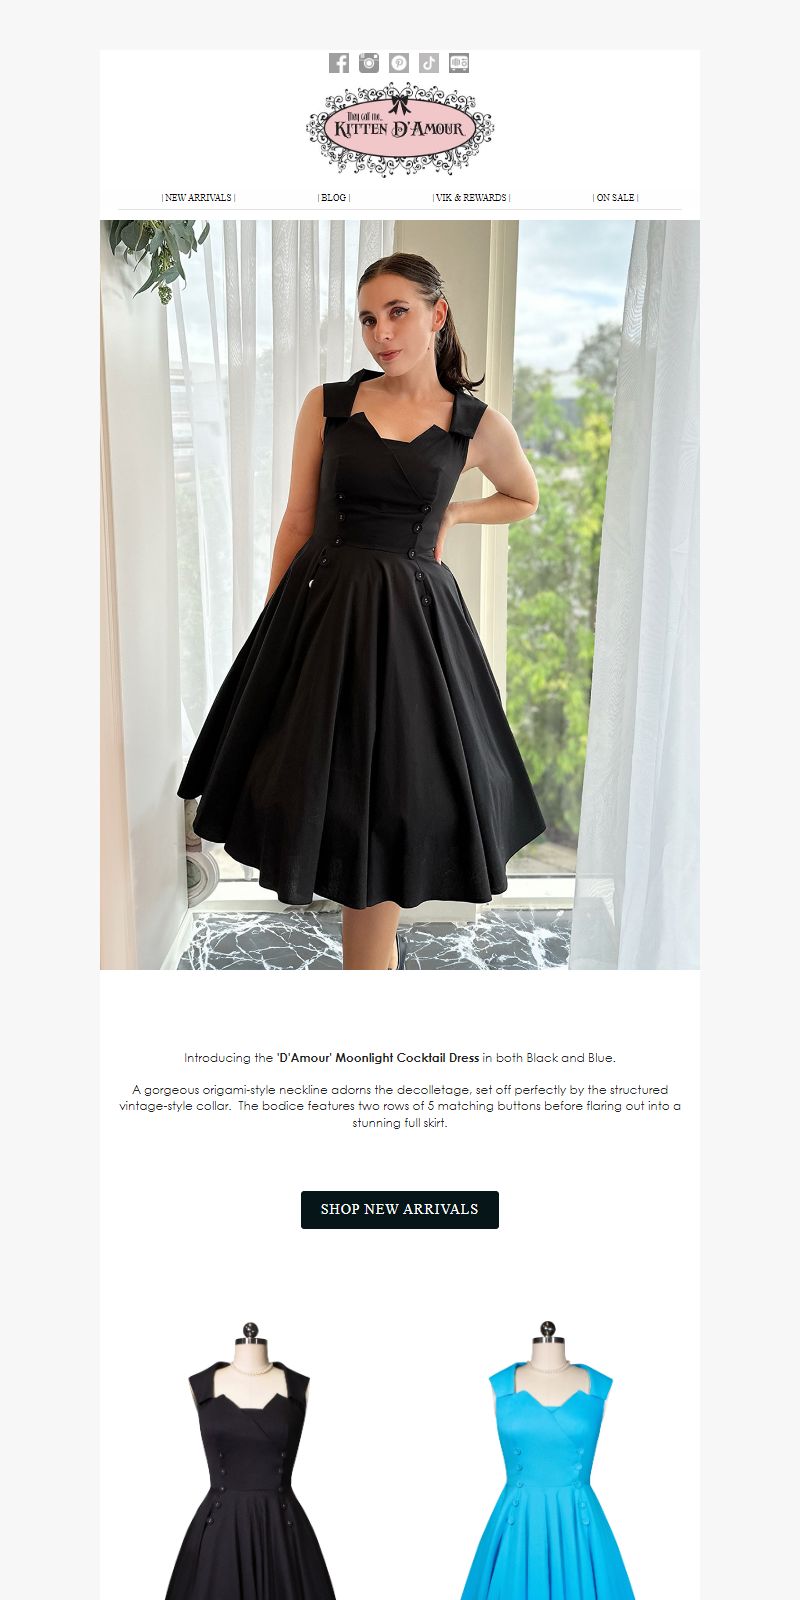 They call me...
KITTEN D'AMOUR
| NEW ARRIVALS |
| BLOG |
| VIK & REWARDS |
| ON SALE |
Introducing the 'D'Amour' Moonlight Cocktail Dress in both Black and Blue.
A gorgeous origami-style neckline adorns the decolletage, set off perfectly by the structured
vintage-style collar.  The bodice features two rows of 5 matching buttons before flaring out into a
stunning full skirt.
SHOP NEW ARRIVALS